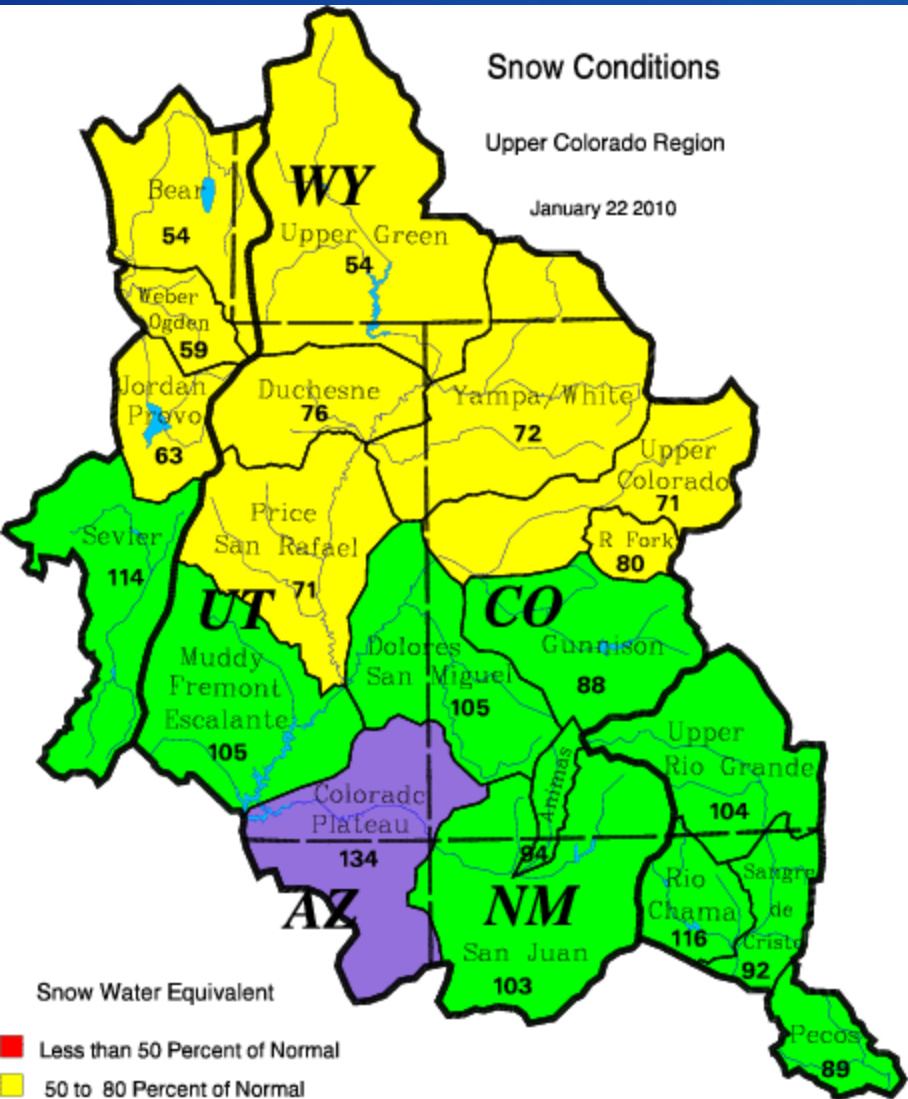 Snow Conditions
Upper Colorado Region
January 22 2010
WY
Bear
54
Upper Green
54
Weber
Ogden
59
Jordan
Provo
63
Duchesne
76
Yampa/White
72
Upper
Colorado
71
R Fork
80
Price
San Rafael
71
Sevier
114
UT
CO
Muddy
Fremont
Escalante
105
Dolores
San Miguel
105
Gunnison
88
Animas
94
Upper
Rio Grande
104
Colorado
Plateau
134
AZ
NM
San Juan
103
Rio
Chama
116
Sangre
de
Cristo
92
Pecos
89
Snow Water Equivalent
Less than 50 Percent of Normal
50 to 80 Percent of Normal